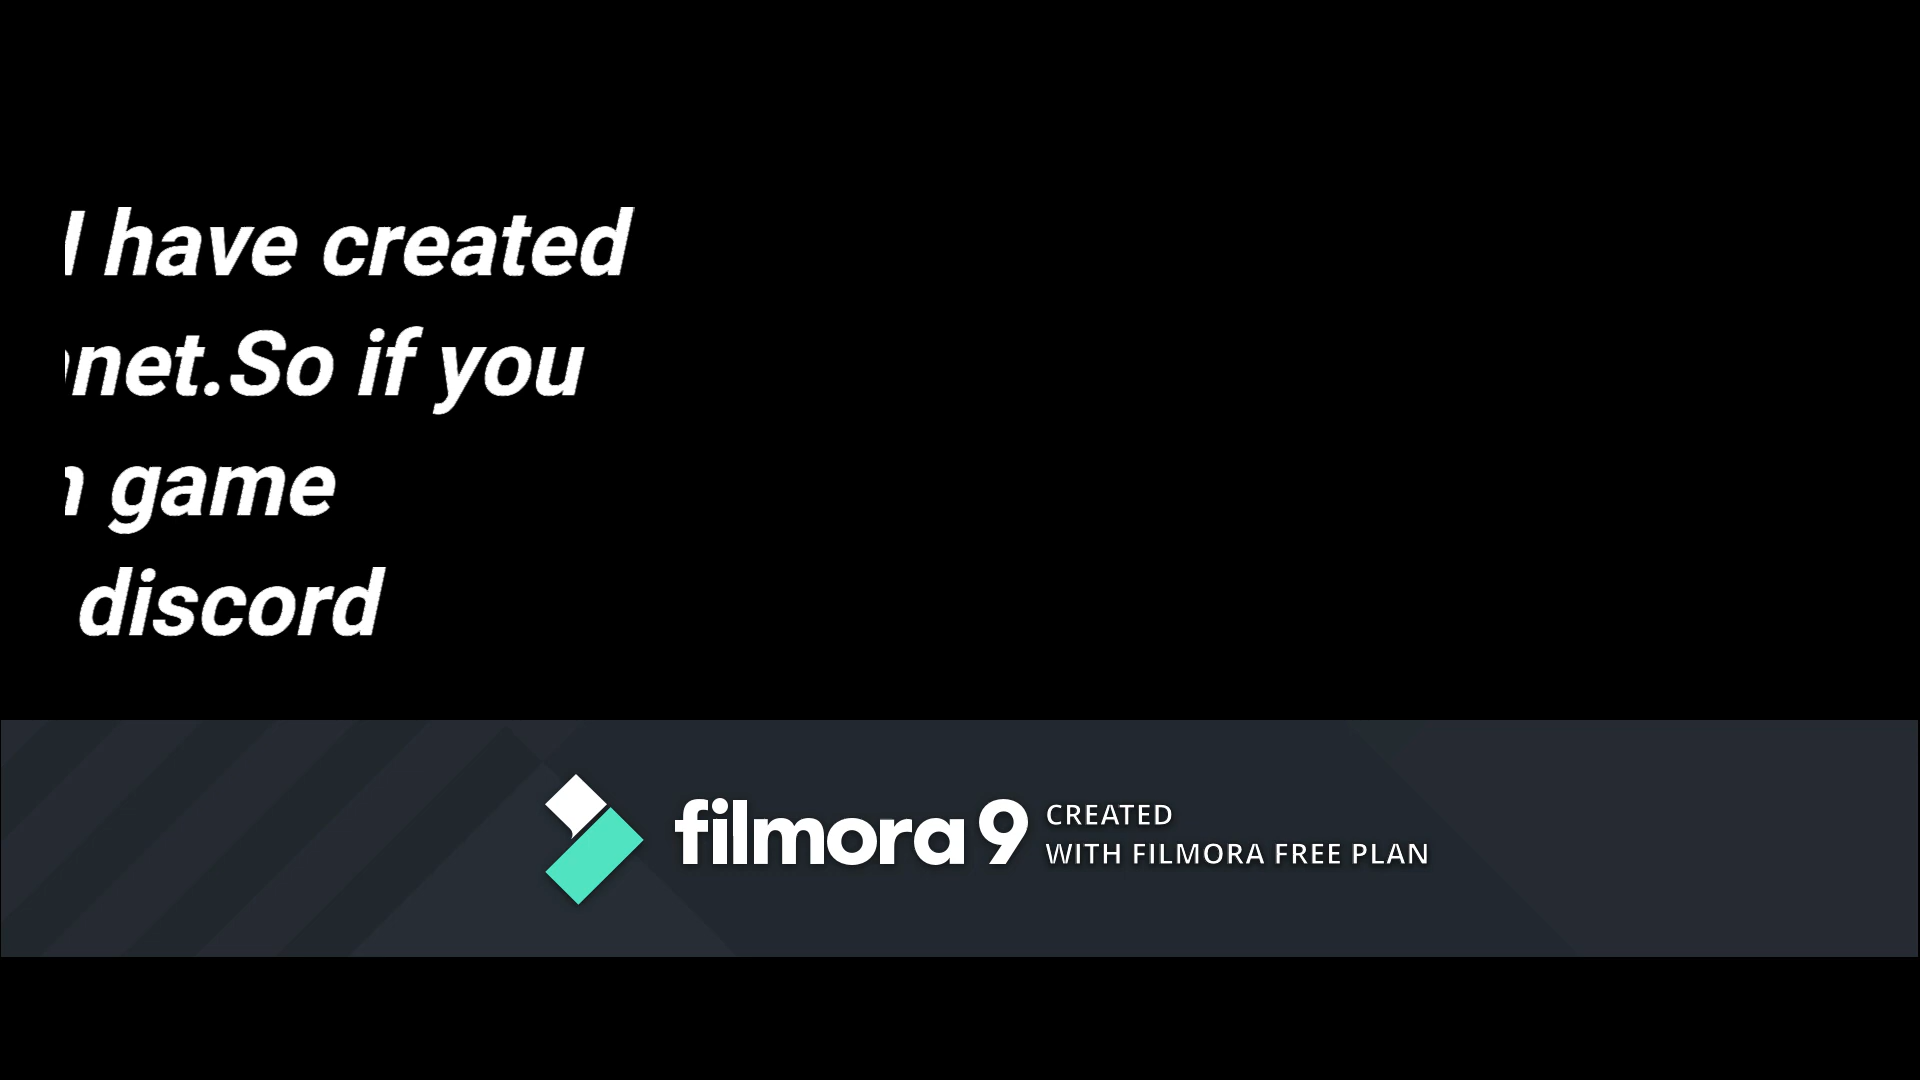 I have created
net.So if you
game
discord
filmora 9
CREATED
WITH FILMORA FREE PLAN